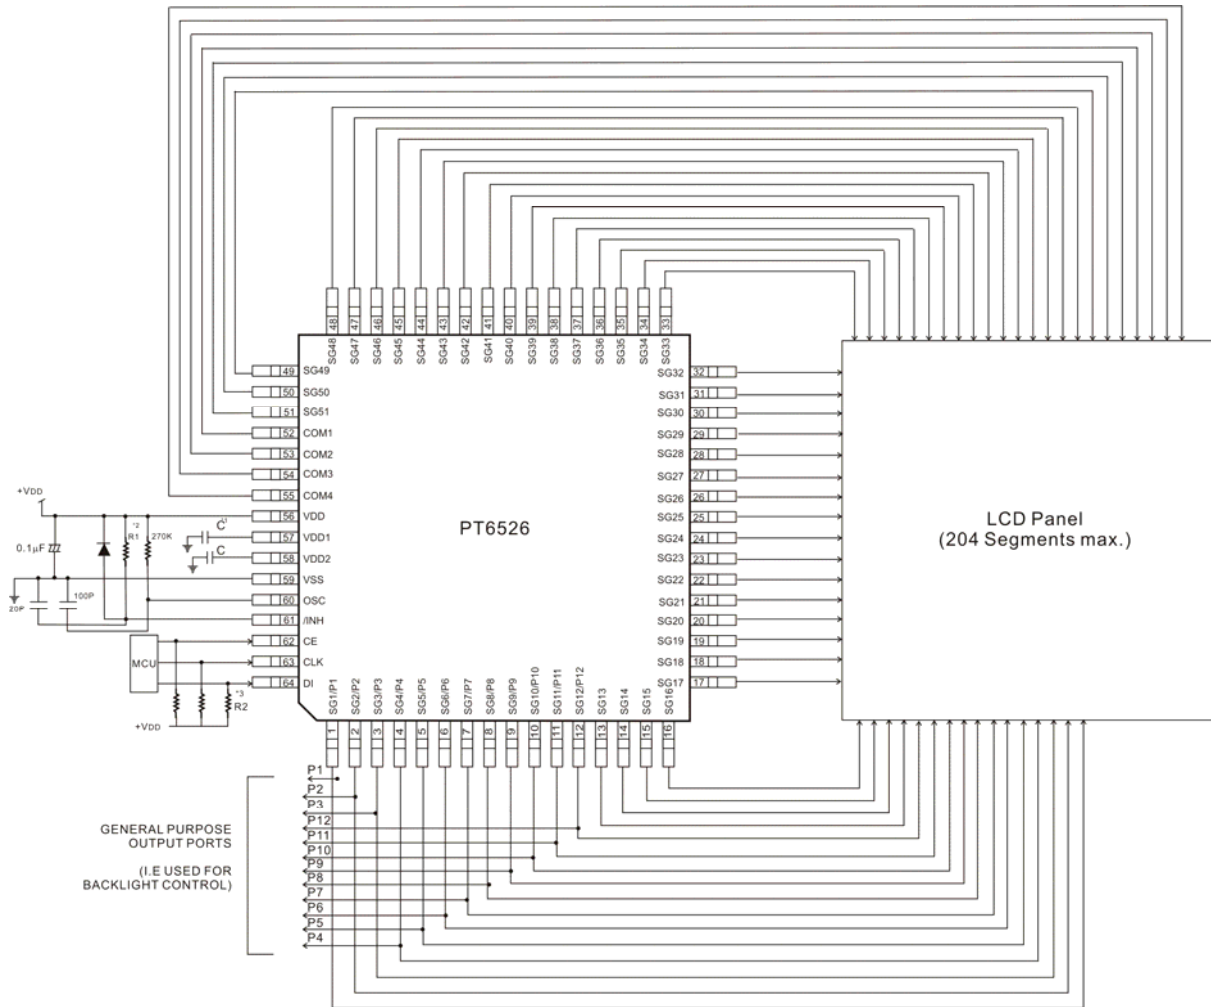 48 47 46 45 44 43 42 41 40 39 38 37 36 35 34 33
SG48 SG47 SG46 SG45 SG44 SG43 SG42 SG41 SG40 SG39 SG38 SG37 SG36 SG35 SG34 SG33
49 SG49
50 SG50
51 SG51
52 COM1
53 COM2
54 COM3
55 COM4
56 VDD
57 VDD1
58 VDD2
59 VSS
60 OSC
61 /INH
62 CE
63 CLK
64 DI
+VDD
0.1µF
*2
R1
270K
C*1
C
20P
100P
MCU
*3
R2
+VDD
PT6526
SG32 32
SG31 31
SG30 30
SG29 29
SG28 28
SG27 27
SG26 26
SG25 25
SG24 24
SG23 23
SG22 22
SG21 21
SG20 20
SG19 19
SG18 18
SG17 17
LCD Panel
(204 Segments max.)
SG1/P1 SG2/P2 SG3/P3 SG4/P4 SG5/P5 SG6/P6 SG7/P7 SG8/P8 SG9/P9 SG10/P10 SG11/P11 SG12/P12 SG13 SG14 SG15 SG16
1 2 3 4 5 6 7 8 9 10 11 12 13 14 15 16
P1
P2
P3
P12
P11
P10
P9
P8
P7
P6
P5
P4
GENERAL PURPOSE
OUTPUT PORTS
(I.E USED FOR
BACKLIGHT CONTROL)